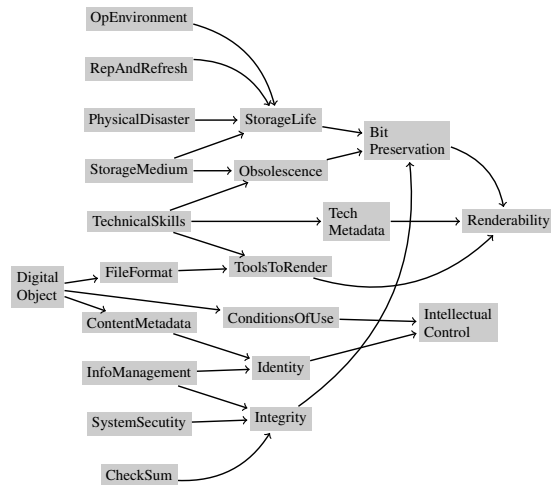 OpEnvironment
RepAndRefresh
PhysicalDisaster
StorageLife
Bit
Preservation
StorageMedium
Obsolescence
TechnicalSkills
Tech
Metadata
Renderability
Digital
Object
FileFormat
ToolsToRender
ContentMetadata
ConditionsOfUse
Intellectual
Control
InfoManagement
Identity
SystemSecutity
Integrity
CheckSum